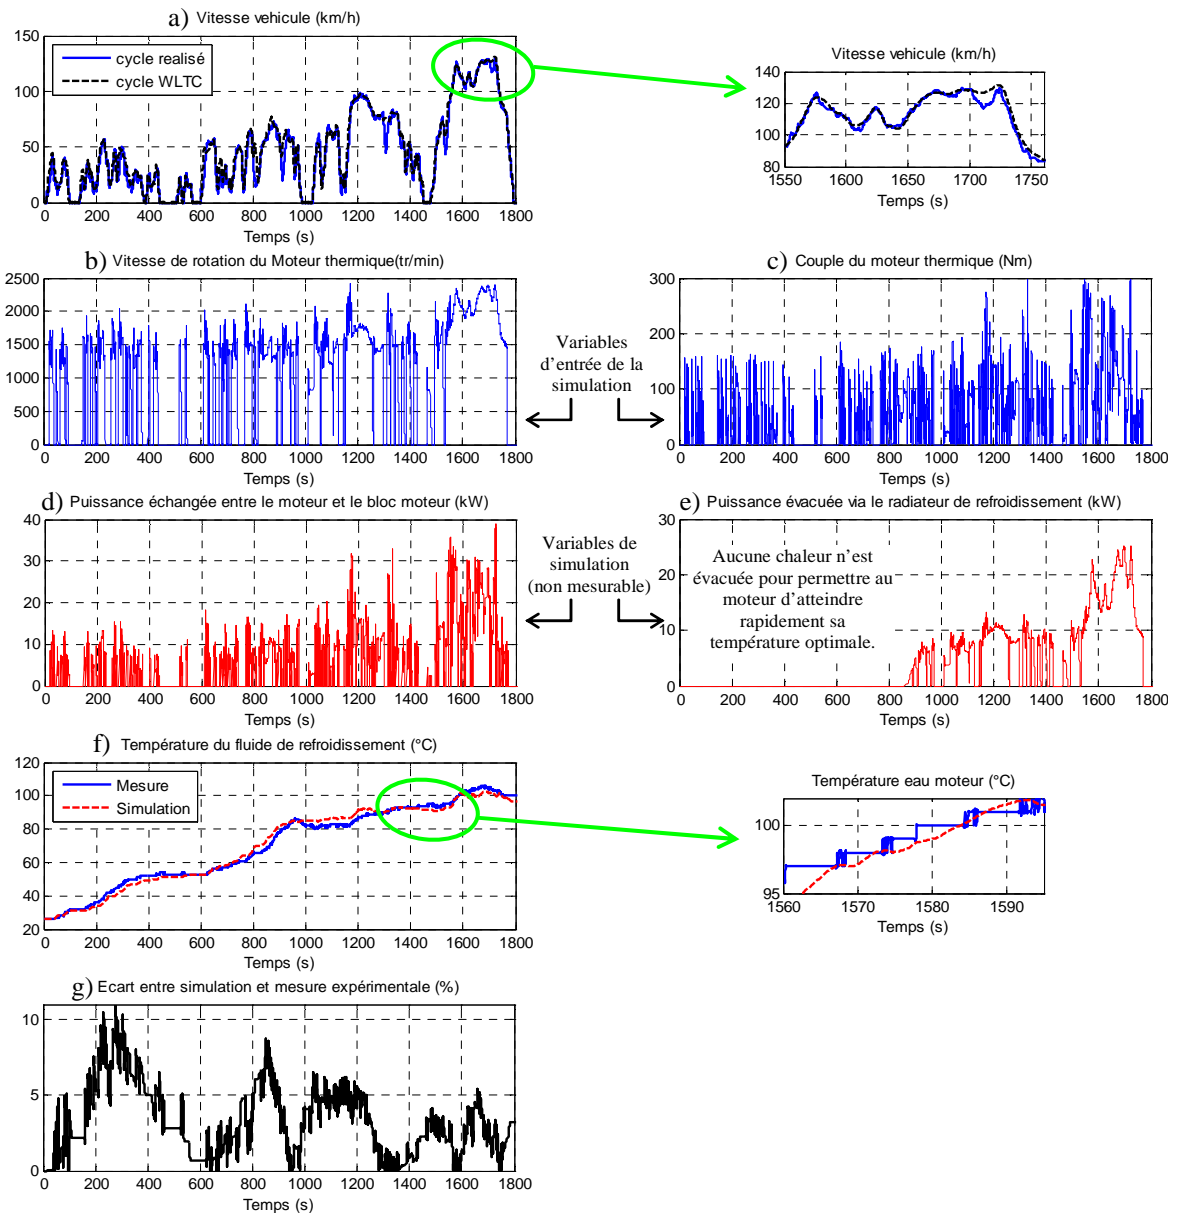 a) Vitesse vehicule (km/h)
150
100
50
0
cycle realisé
cycle WLTC
0 200 400 600 800 1000 1200 1400 1600 1800
Temps (s)
Vitesse vehicule (km/h)
140
120
100
80
1550 1600 1650 1700 1750
Temps (s)
b) Vitesse de rotation du Moteur thermique(tr/min)
2500
2000
1500
1000
500
0
0 200 400 600 800 1000 1200 1400 1600 1800
Temps (s)
Variables
d'entrée de la
simulation
c) Couple du moteur thermique (Nm)
300
200
100
0
0 200 400 600 800 1000 1200 1400 1600 1800
Temps (s)
d) Puissance échangée entre le moteur et le bloc moteur (kW)
40
30
20
10
0
0 200 400 600 800 1000 1200 1400 1600 1800
Temps (s)
Variables de
simulation
(non mesurable)
e) Puissance évacuée via le radiateur de refroidissement (kW)
30
20
10
0
Aucune chaleur n'est
évacuée pour permettre au
moteur d'atteindre
rapidement sa
température optimale.
0 200 400 600 800 1000 1200 1400 1600 1800
Temps (s)
f) Température du fluide de refroidissement (°C)
120
100
80
60
40
20
Mesure
Simulation
0 200 400 600 800 1000 1200 1400 1600 1800
Temps (s)
Température eau moteur (°C)
100
95
1560 1570 1580 1590
Temps (s)
g) Ecart entre simulation et mesure expérimentale (%)
10
5
0
0 200 400 600 800 1000 1200 1400 1600 1800
Temps (s)